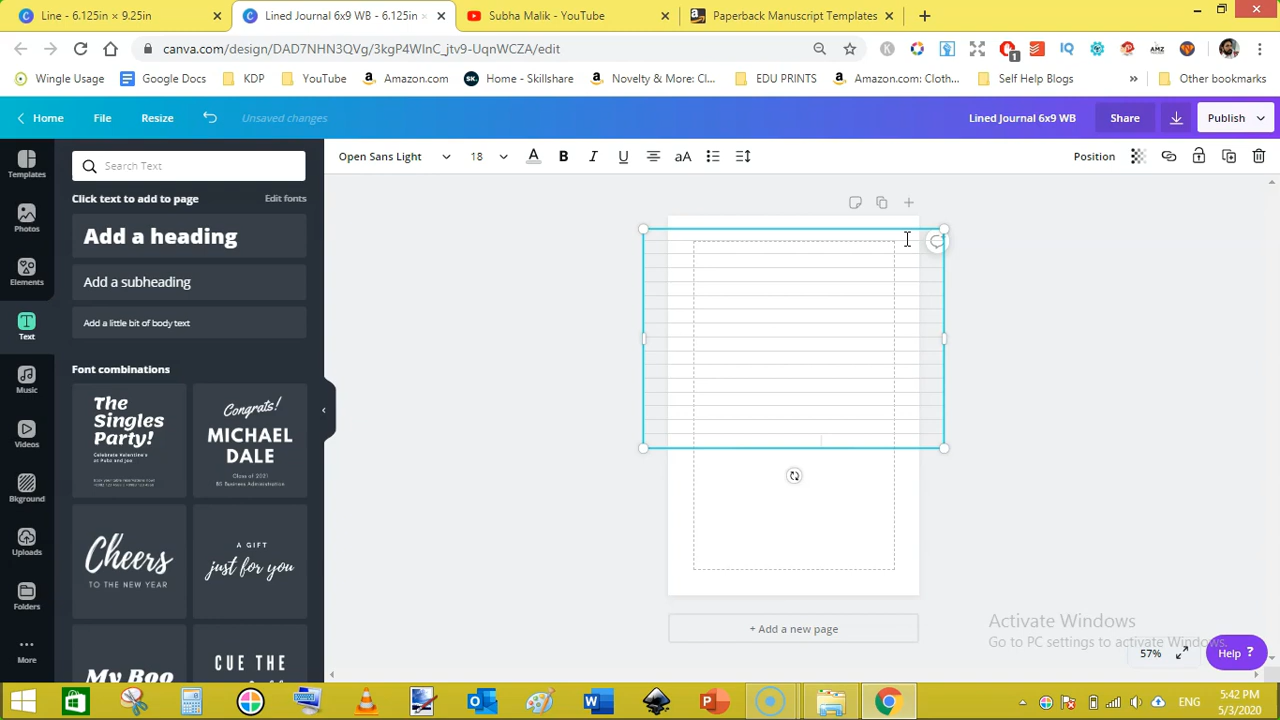 Line - 6.125in × 9.25in
Lined Journal 6x9 WB - 6.125in ×
Subha Malik - YouTube
Paperback Manuscript Templates
canva.com/design/DAD7NHN3QVg/3kgP4WlnC_jtv9-UqnWCZA/edit
1
Wingle Usage
Google Docs
KDP
YouTube
Amazon.com
Home - Skillshare
Novelty & More: Cl...
EDU PRINTS
Amazon.com: Cloth...
Self Help Blogs
Other bookmarks
Home
File
Resize
Unsaved changes
Lined Journal 6x9 WB
Share
Publish
Open Sans Light
18
A
B
I
U
aA
Position
Templates
Photos
Elements
Text
Music
Videos
Bkground
Uploads
Folders
More
Search Text
Click text to add to page
Edit fonts
Add a heading
Add a subheading
Add a little bit of body text
Font combinations
The
Singles
Party!
Congrats!
MICHAEL
DALE
Class of 2021
Cheers
TO THE NEW YEAR
A GIFT
just for you
My Boo
CUE THE
+ Add a new page
Activate Windows
Go to PC settings to activate Windows.
57%
Help ?
ENG
5:42 PM
5/3/2020